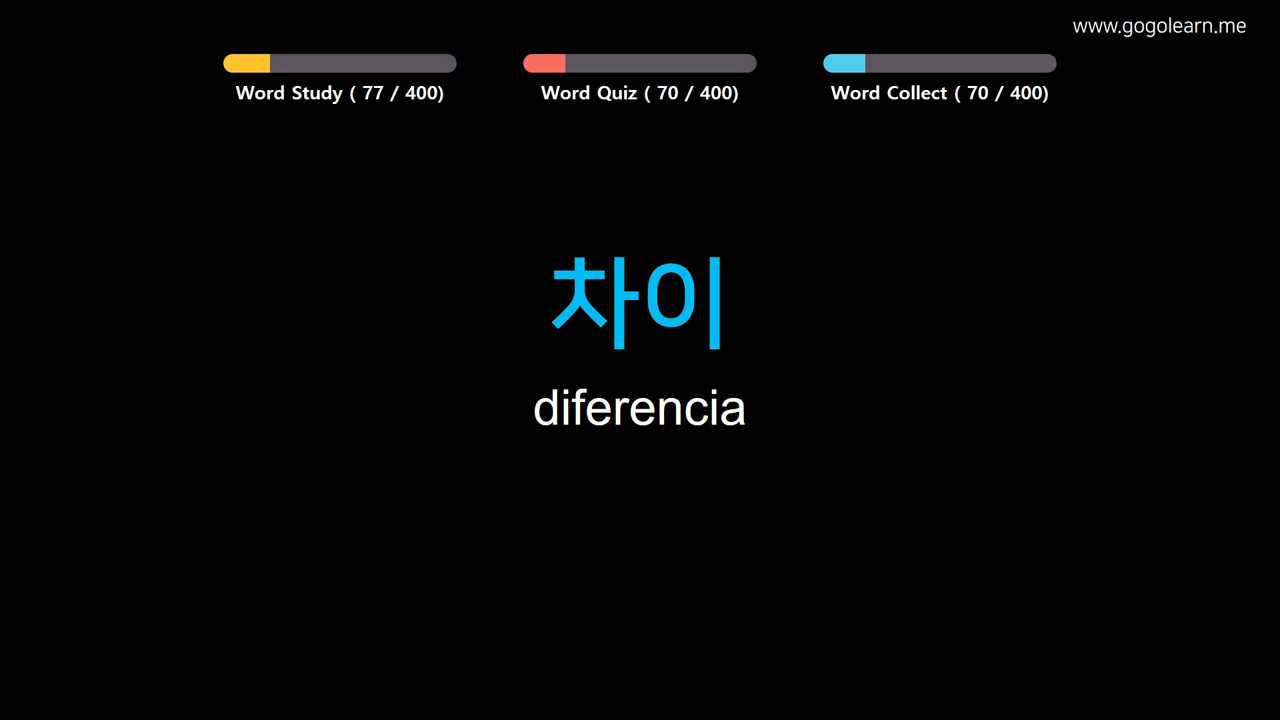 www.gogolearn.me
Word Study ( 77 / 400)
Word Quiz ( 70 / 400)
Word Collect ( 70 / 400)
차이
diferencia